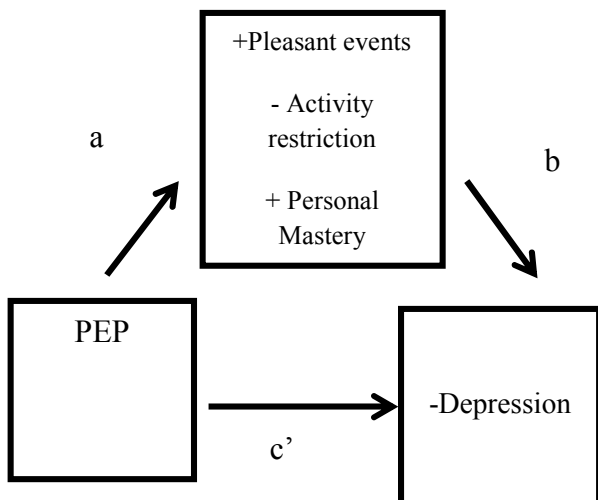 +Pleasant events
- Activity
restriction
+ Personal
Mastery
a
b
PEP
-Depression
c’